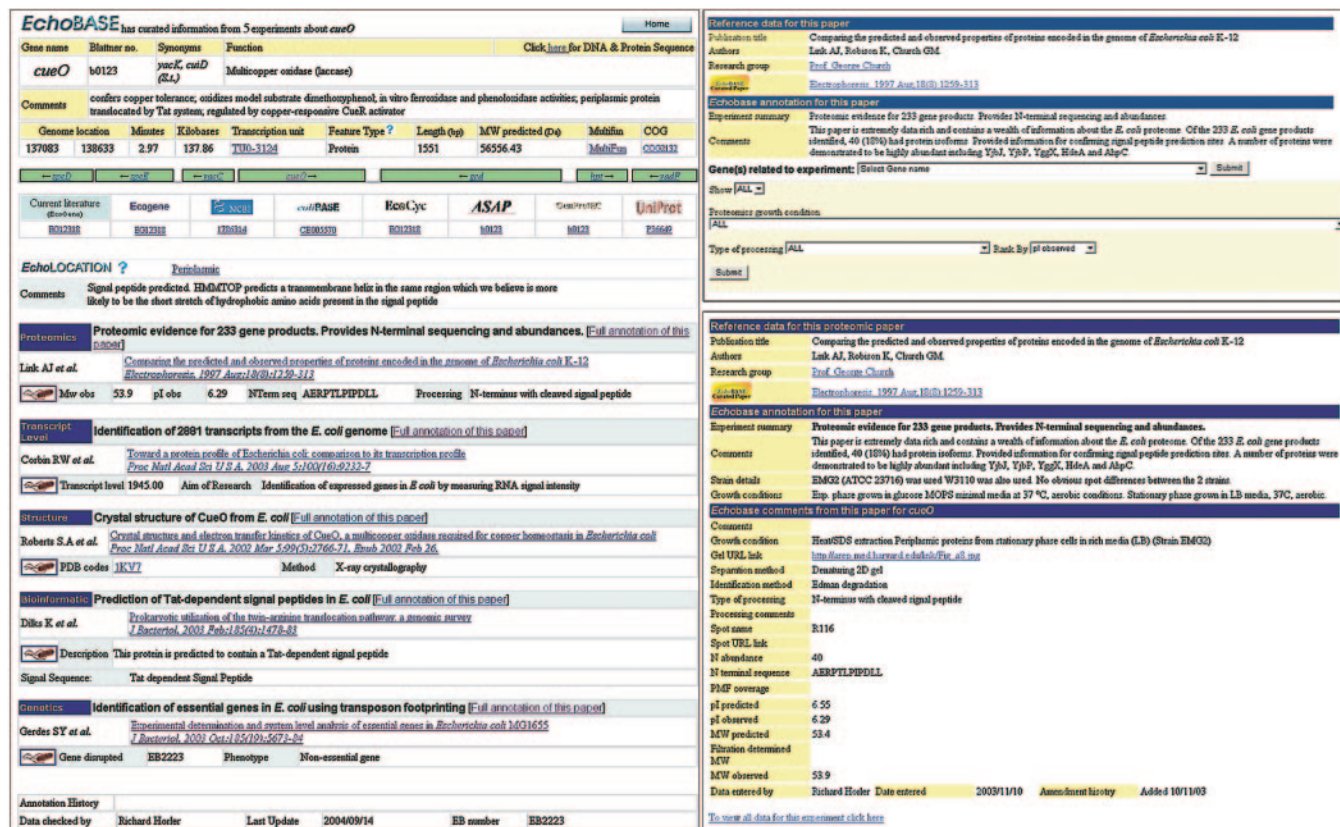 EchoBASE has curated information from 5 experiments about cueO
Home
Gene name Blattner no. Synonyms Function Click here for DNA & Protein Sequence
cueO b0123 yacK, cuiD (S.t.) Multicopper oxidase (laccase)
Comments confers copper tolerance; oxidizes model substrate dimethoxyphenol; in vitro ferroxidase and phenoloxidase activities; periplasmic protein
translocated by Tat system; regulated by copper-responsive CueR activator
Genome location Minutes Kilobases Transcription unit Feature Type ? Length (bp) MW predicted (Da) Multifun COG
137083 138633 2.97 137.86 TU0-3124 Protein 1551 56556.43 MultiFun COG2132
←speD ←speE ←yacC cueO→ ←gcd hpt→ ←yadF
Current literature (EcoGene) Ecogene NCBI coliBASE EcoCyc ASAP GenProtEC UniProt
EG12318 EG12318 1786314 CE005570 EG12318 b0123 b0123 P36649
EchoLOCATION ? Periplasmic
Comments Signal peptide predicted. HMMTOP predicts a transmembrane helix in the same region which we believe is more
likely to be the short stretch of hydrophobic amino acids present in the signal peptide
Proteomics Proteomic evidence for 233 gene products. Provides N-terminal sequencing and abundances. [Full annotation of this
paper]
Link AJ et al. Comparing the predicted and observed properties of proteins encoded in the genome of Escherichia coli K-12
Electrophoresis, 1997 Aug;18(8):1259-313
Mw obs 53.9 pI obs 6.29 NTerm seq AERPTLPIPDLL Processing N-terminus with cleaved signal peptide
Transcript Level Identification of 2881 transcripts from the E. coli genome [Full annotation of this paper]
Corbin RW et al. Toward a protein profile of Escherichia coli: comparison to its transcription profile
Proc Natl Acad Sci U S A, 2003 Aug 5;100(16):9232-7
Transcript level 1945.00 Aim of Research Identification of expressed genes in E coli by measuring RNA signal intensity
Structure Crystal structure of CueO from E. coli [Full annotation of this paper]
Roberts S.A et al. Crystal structure and electron transfer kinetics of CueO, a multicopper oxidase required for copper homeostasis in Escherichia coli
Proc Natl Acad Sci U S A, 2002 Mar 5;99(5):2766-71, Epub 2002 Feb 26.
PDB codes 1KV7 Method X-ray crystallography
Bioinformatic Prediction of Tat-dependent signal peptides in E. coli [Full annotation of this paper]
Dilks K et al. Prokaryotic utilization of the twin-arginine translocation pathway: a genomic survey
J Bacteriol, 2003 Feb;185(4):1478-83
Description This protein is predicted to contain a Tat-dependent signal peptide
Signal Sequence: Tat dependent Signal Peptide
Genetics Identification of essential genes in E. coli using transposon footprinting [Full annotation of this paper]
Gerdes SY et al. Experimental determination and system level analysis of essential genes in Escherichia coli MG1655
J Bacteriol, 2003 Oct;185(19):5673-84
Gene disrupted EB2223 Phenotype Non-essential gene
Annotation History
Data checked by Richard Horler Last Update 2004/09/14 EB number EB2223
Reference data for this paper
Publication title Comparing the predicted and observed properties of proteins encoded in the genome of Escherichia coli K-12
Authors Link AJ, Robison K, Church GM.
Research group Prof. George Church
EchoBASE Curated Paper Electrophoresis, 1997 Aug;18(8):1259-313
Echobase annotation for this paper
Experiment summary Proteomic evidence for 233 gene products. Provides N-terminal sequencing and abundances.
Comments This paper is extremely data rich and contains a wealth of information about the E. coli proteome. Of the 233 E. coli gene products
identified, 40 (18%) had protein isoforms. Provided information for confirming signal peptide prediction sites. A number of proteins were
demonstrated to be highly abundant including YjbJ, YjbP, YggX, HdeA and AhpC.
Gene(s) related to experiment: Select Gene name Submit
Show ALL
Proteomics growth condition
ALL
Type of processing ALL Rank By pI observed
Submit
Reference data for this proteomic paper
Publication title Comparing the predicted and observed properties of proteins encoded in the genome of Escherichia coli K-12
Authors Link AJ, Robison K, Church GM.
Research group Prof. George Church
EchoBASE Curated Paper Electrophoresis, 1997 Aug;18(8):1259-313
Echobase annotation for this paper
Experiment summary Proteomic evidence for 233 gene products. Provides N-terminal sequencing and abundances.
Comments This paper is extremely data rich and contains a wealth of information about the E. coli proteome. Of the 233 E. coli gene products
identified, 40 (18%) had protein isoforms. Provided information for confirming signal peptide prediction sites. A number of proteins were
demonstrated to be highly abundant including YjbJ, YjbP, YggX, HdeA and AhpC.
Strain details EMG2 (ATCC 23716) was used W3110 was also used. No obvious spot differences between the 2 strains.
Growth conditions Exp. phase grown in glucose MOPS minimal media at 37 ºC, aerobic conditions. Stationary phase grown in LB media, 37C, aerobic.
Echobase comments from this paper for cueO
Comments
Growth condition Heat/SDS extraction Periplasmic proteins from stationary phase cells in rich media (LB) (Strain EMG2)
Gel URL link http://arep.med.harvard.edu/link/Fig_a8.jpg
Separation method Denaturing 2D gel
Identification method Edman degradation
Type of processing N-terminus with cleaved signal peptide
Processing comments
Spot name R116
Spot URL link
N abundance 40
N terminal sequence AERPTLPIPDLL
PMF coverage
pI predicted 6.55
pI observed 6.29
MW predicted 53.4
Filtration determined
MW
MW observed 53.9
Data entered by Richard Horler Date entered 2003/11/10 Amendment hisotry Added 10/11/03
To view all data for this experiment click here